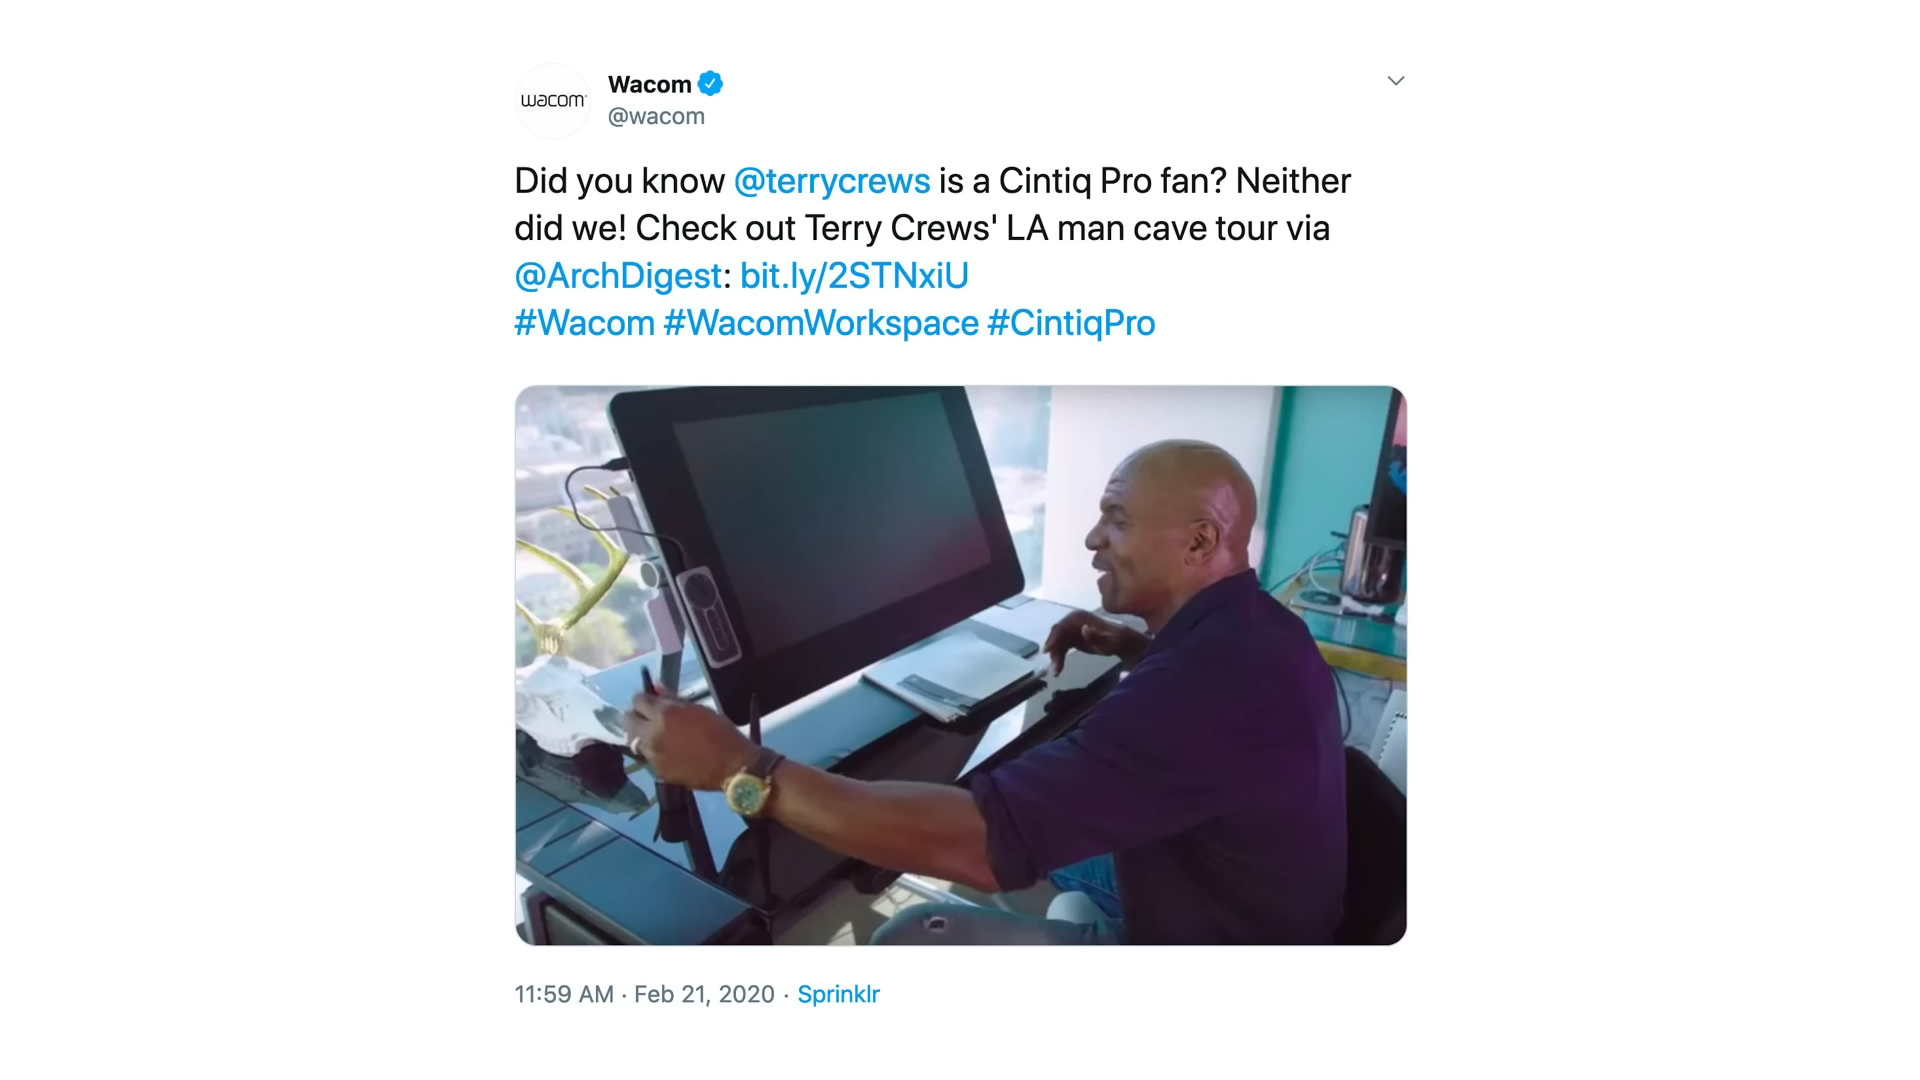 wacom
Wacom
@wacom
Did you know @terrycrews is a Cintiq Pro fan? Neither
did we! Check out Terry Crews' LA man cave tour via
@ArchDigest: bit.ly/2STNxiU
#Wacom #WacomWorkspace #CintiqPro
11:59 AM · Feb 21, 2020 · Sprinklr